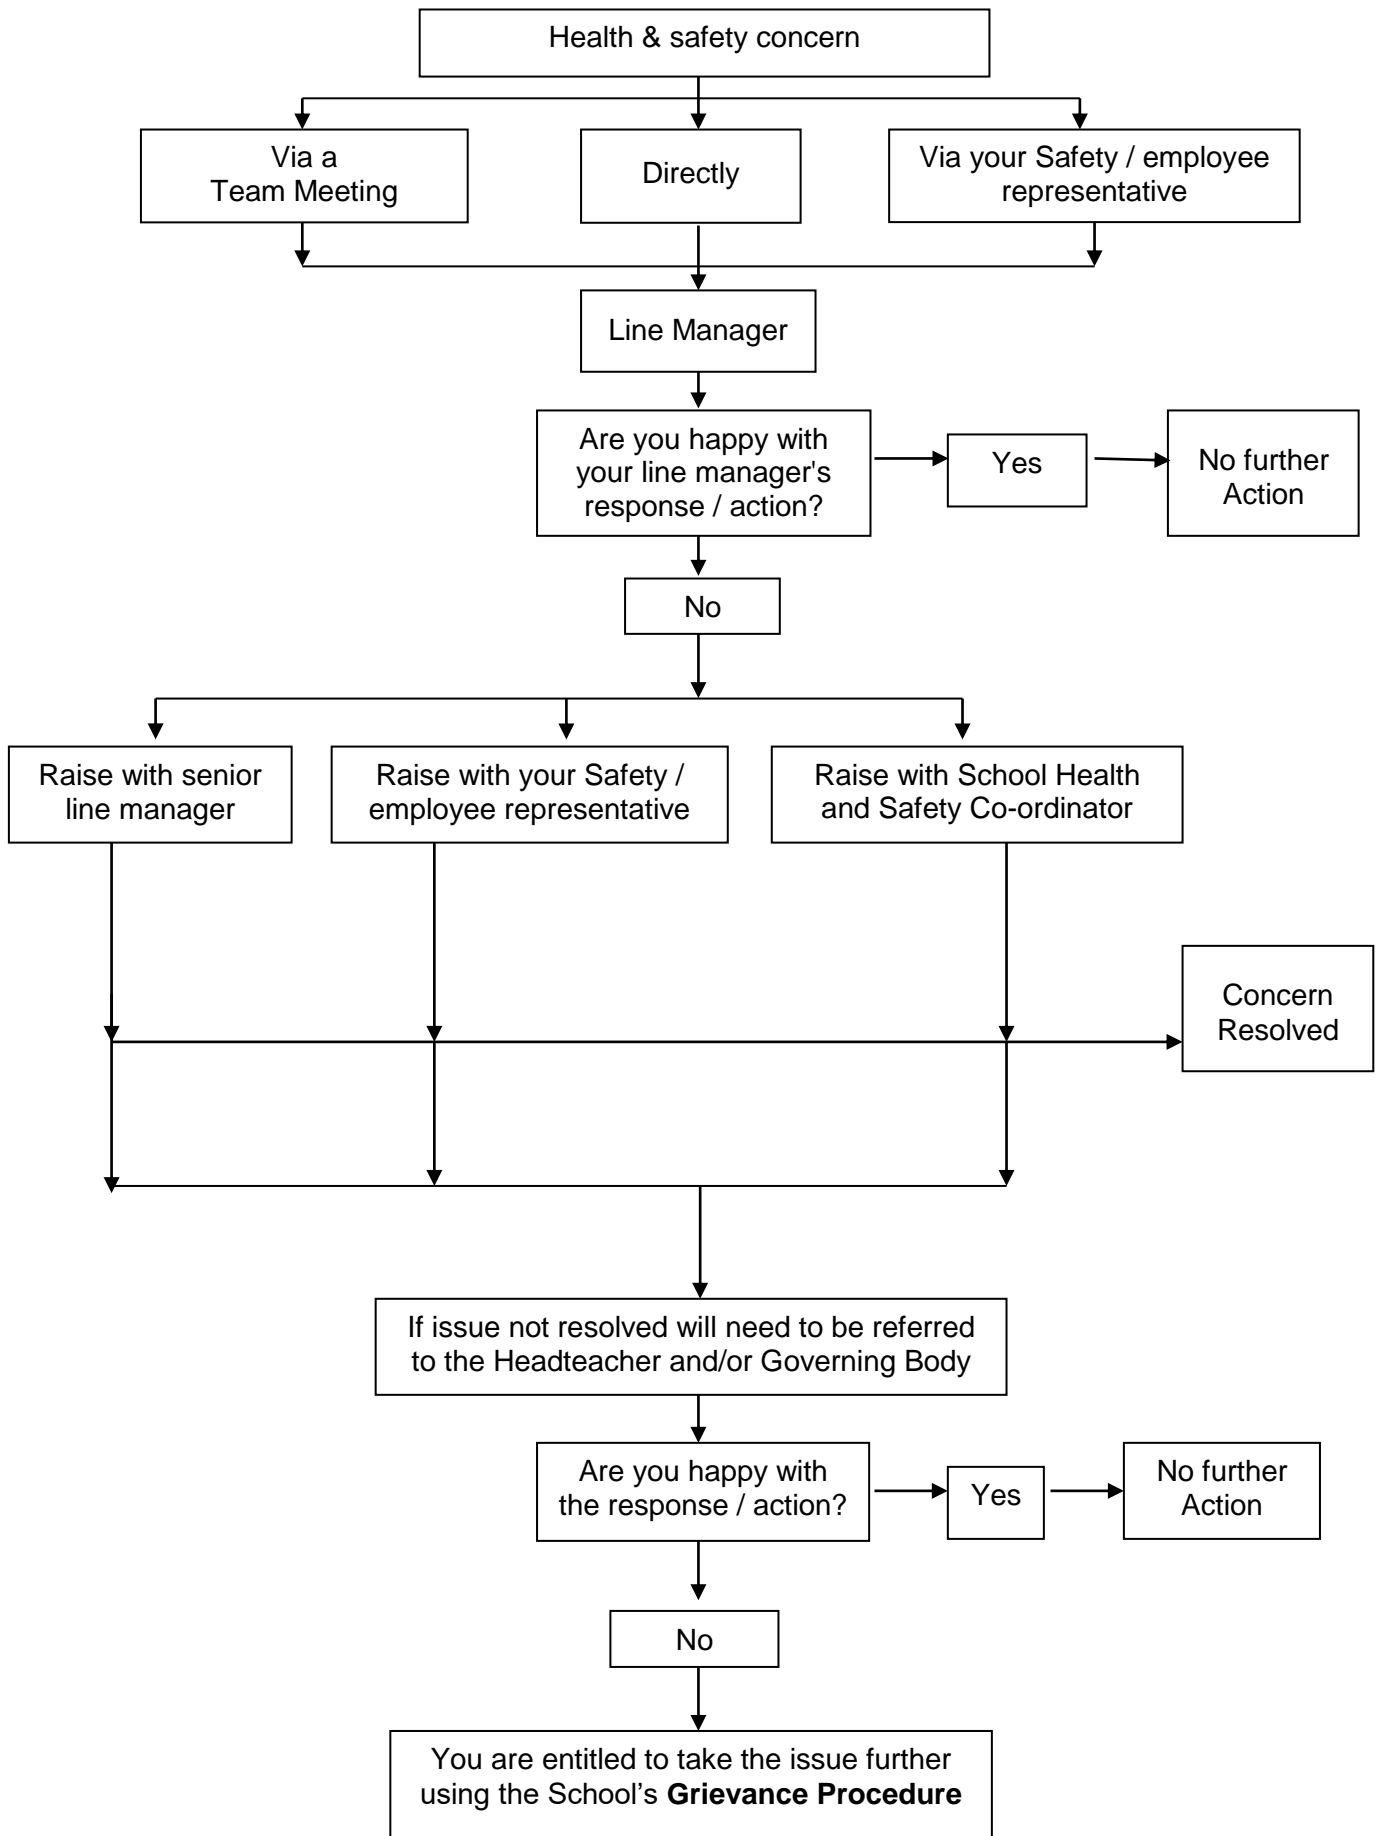 Health & safety concern
Via a
Team Meeting
Directly
Via your Safety / employee
representative
Line Manager
Are you happy with
your line manager's
response / action?
Yes
No further
Action
No
Raise with senior
line manager
Raise with your Safety /
employee representative
Raise with School Health
and Safety Co-ordinator
Concern
Resolved
If issue not resolved will need to be referred
to the Headteacher and/or Governing Body
Are you happy with
the response / action?
Yes
No further
Action
No
You are entitled to take the issue further
using the School’s Grievance Procedure